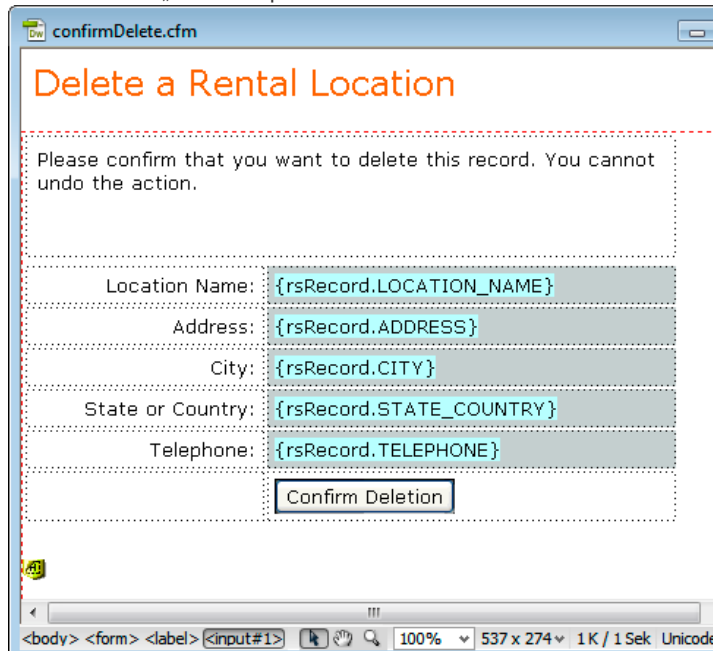 confirmDelete.cfm
Delete a Rental Location
Please confirm that you want to delete this record. You cannot
undo the action.
Location Name: {rsRecord.LOCATION_NAME}
Address: {rsRecord.ADDRESS}
City: {rsRecord.CITY}
State or Country: {rsRecord.STATE_COUNTRY}
Telephone: {rsRecord.TELEPHONE}
Confirm Deletion
<body> <form> <label> <input#1> 100% 537 x 274 1 K / 1 Sek Unicode